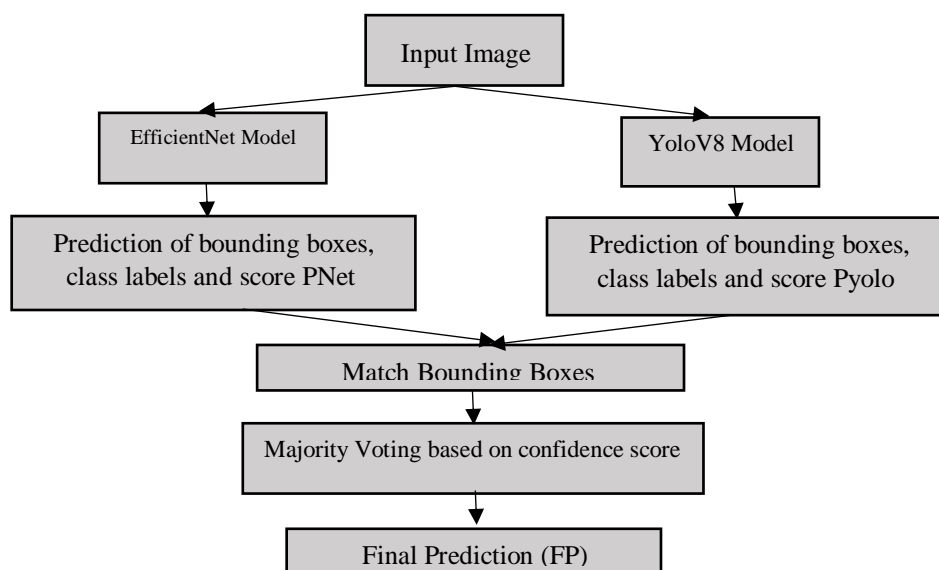 Input Image
EfficientNet Model
YoloV8 Model
Prediction of bounding boxes,
class labels and score PNet
Prediction of bounding boxes,
class labels and score Pyolo
Match Bounding Boxes
Majority Voting based on confidence score
Final Prediction (FP)